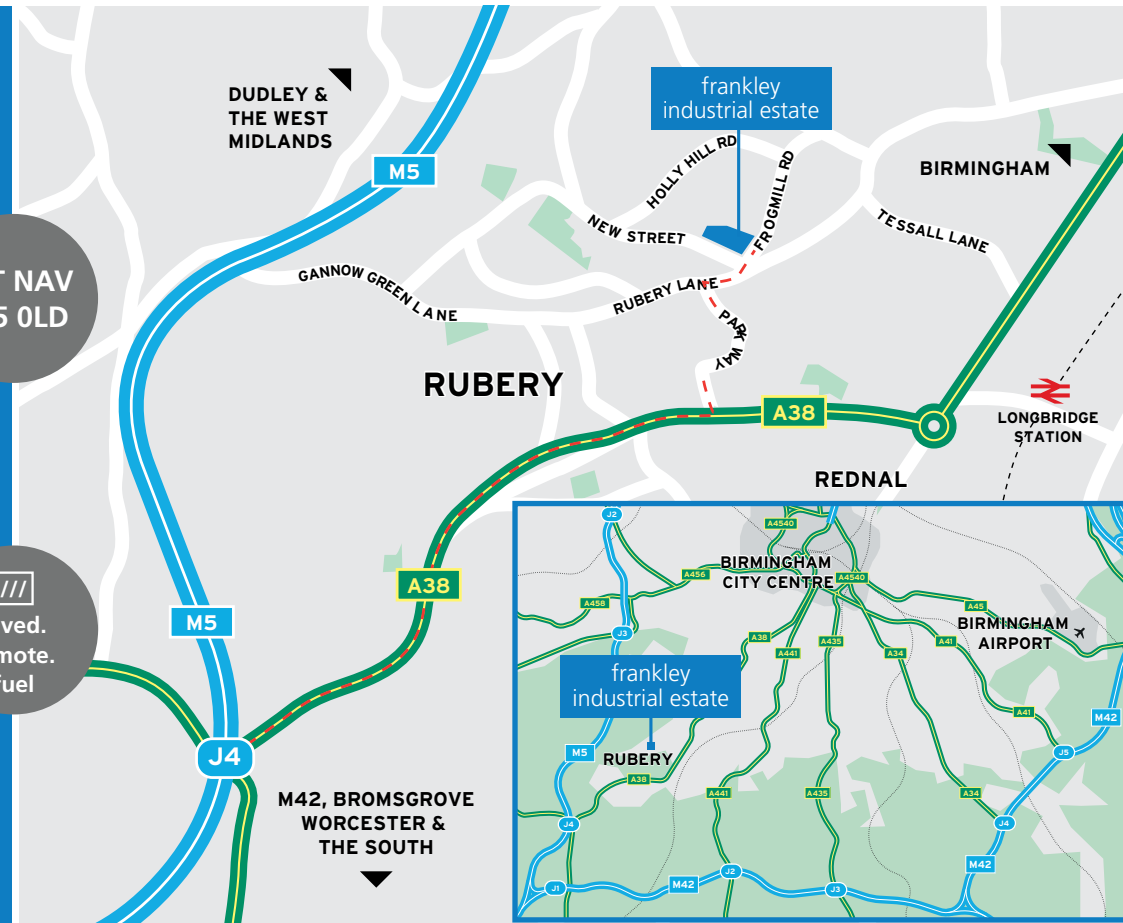 DUDLEY &
THE WEST
MIDLANDS
M5
frankley
industrial estate
HOLLY HILL RD
FROGMILL RD
NEW STREET
BIRMINGHAM
TESSALL LANE
NAV
0LD
GANNOW GREEN LANE
RUBERY LANE
PARK WAY
RUBERY
A38
LONGBRIDGE
STATION
REDNAL
A38
M5
fuel
J4
M42, BROMSGROVE
WORCESTER &
THE SOUTH
J2
A4540
BIRMINGHAM
CITY CENTRE
A456
A4540
A458
A45
J3
A38
A435
A41
BIRMINGHAM
AIRPORT
A441
A34
frankley
industrial estate
A41
M42
M5
RUBERY
J5
A38
A441
A435
A34
J4
J4
M42
J1
M42
J2
J3